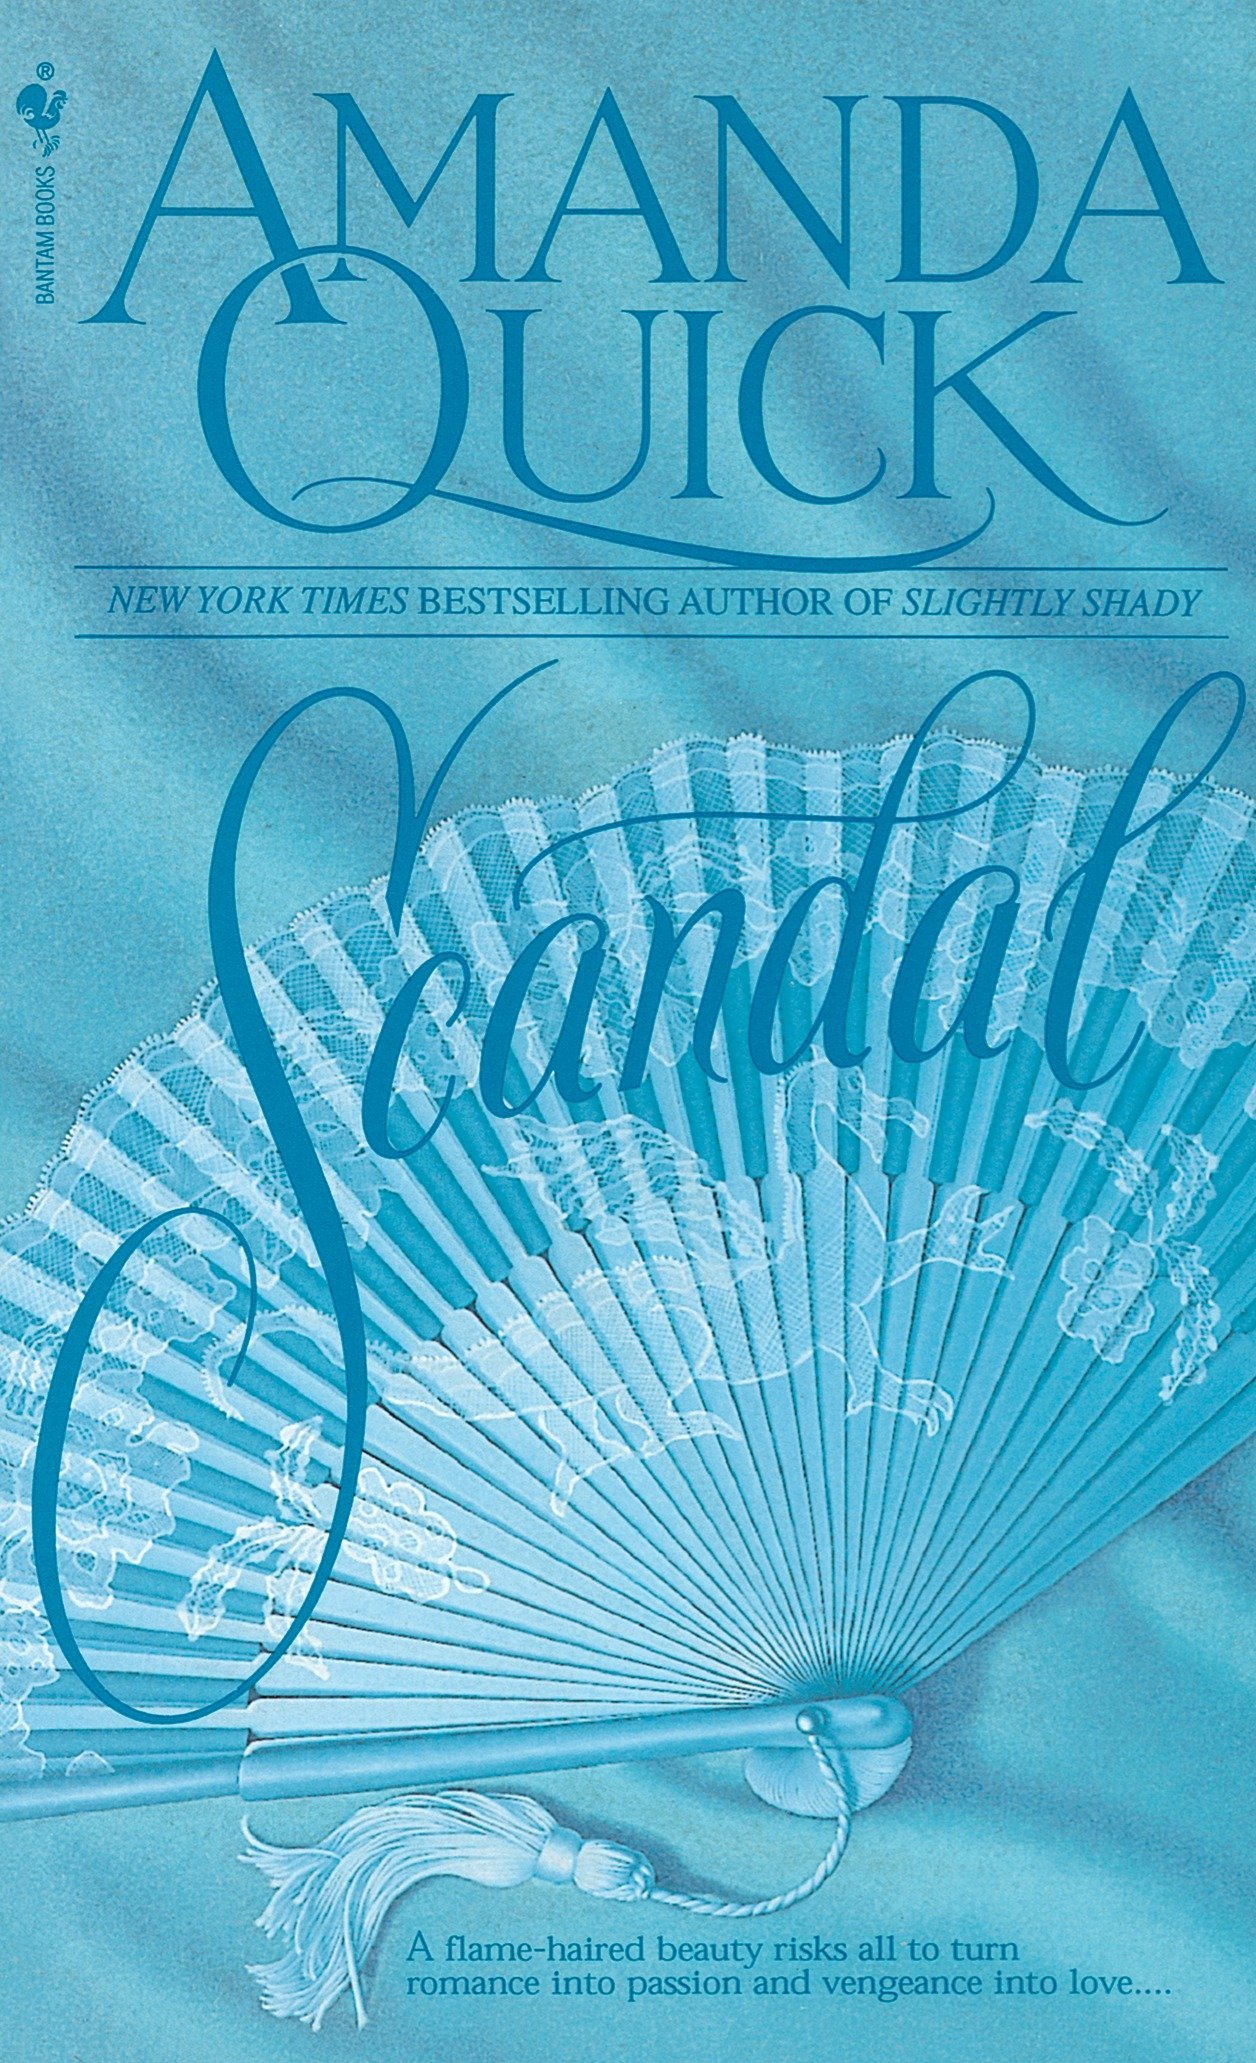 ®
BANTAM BOOKS
AMANDA
QUICK
NEW YORK TIMES BESTSELLING AUTHOR OF SLIGHTLY SHADY
Scandal
A flame-haired beauty risks all to turn
romance into passion and vengeance into love....